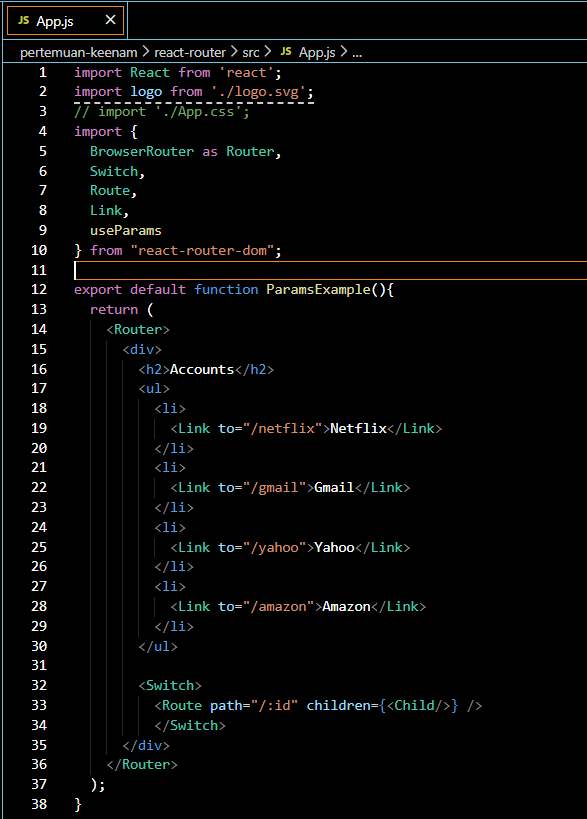 JS App.js ×
pertemuan-keenam > react-router > src > JS App.js > ...
1 import React from 'react';
2 import logo from './logo.svg';
3 // import './App.css';
4 import {
5   BrowserRouter as Router,
6   Switch,
7   Route,
8   Link,
9   useParams
10 } from "react-router-dom";
11
12 export default function ParamsExample(){
13   return (
14     <Router>
15       <div>
16         <h2>Accounts</h2>
17         <ul>
18           <li>
19             <Link to="/netflix">Netflix</Link>
20           </li>
21           <li>
22             <Link to="/gmail">Gmail</Link>
23           </li>
24           <li>
25             <Link to="/yahoo">Yahoo</Link>
26           </li>
27           <li>
28             <Link to="/amazon">Amazon</Link>
29           </li>
30         </ul>
31
32         <Switch>
33           <Route path="/:id" children={<Child/>} />
34           </Switch>
35       </div>
36     </Router>
37   );
38 }